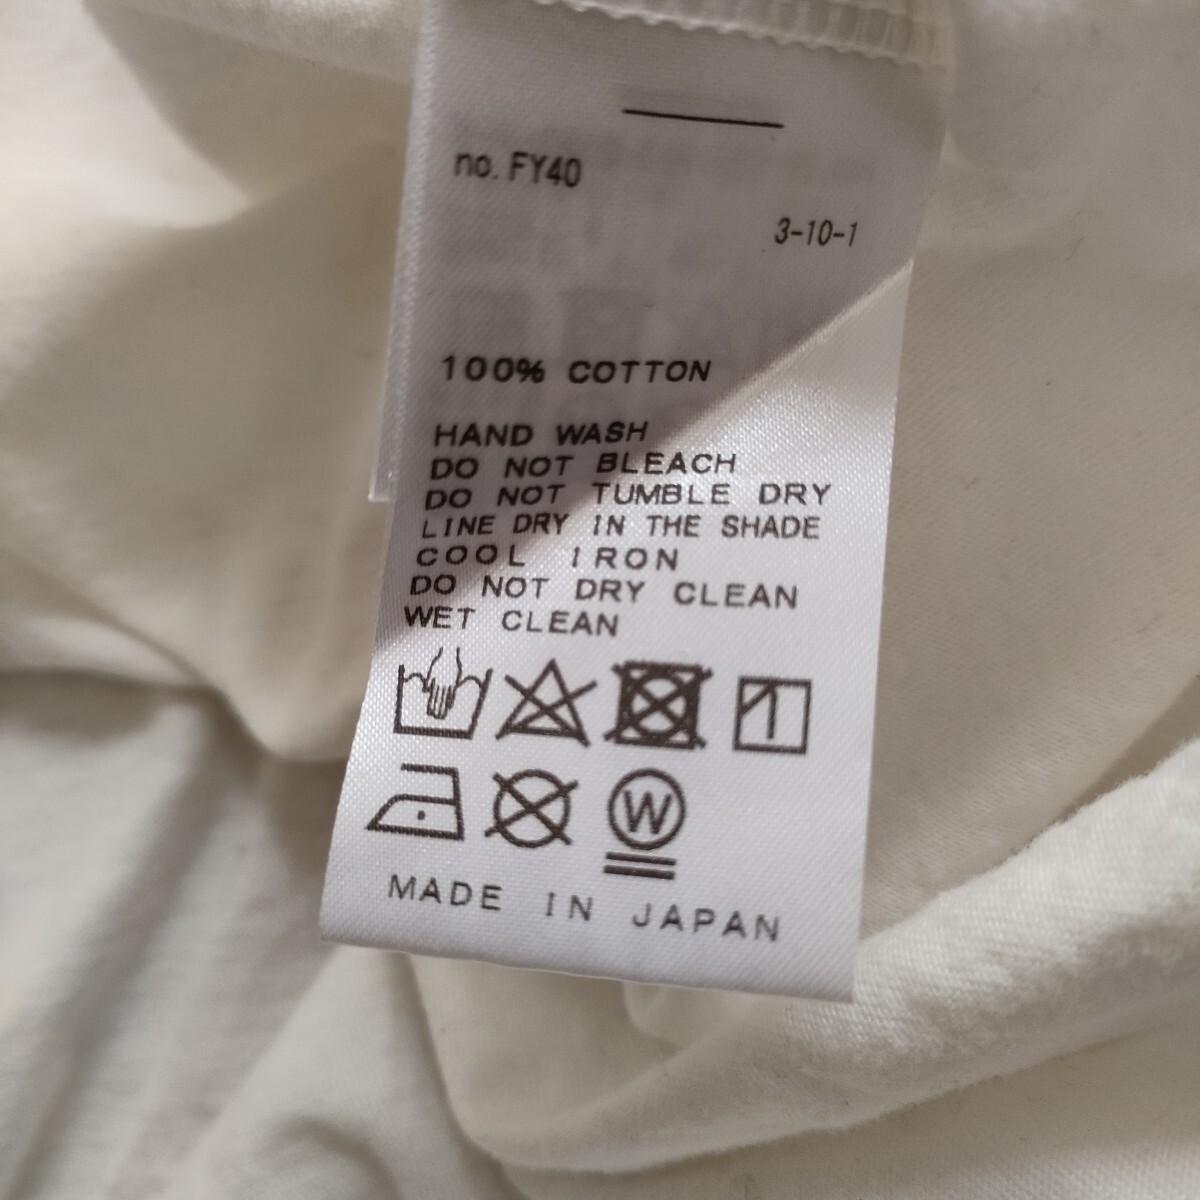 no. FY40
3-10-1
100% COTTON
HAND WASH
DO NOT BLEACH
DO NOT TUMBLE DRY
LINE DRY IN THE SHADE
COOL IRON
DO NOT DRY CLEAN
WET CLEAN
W
MADE IN JAPAN